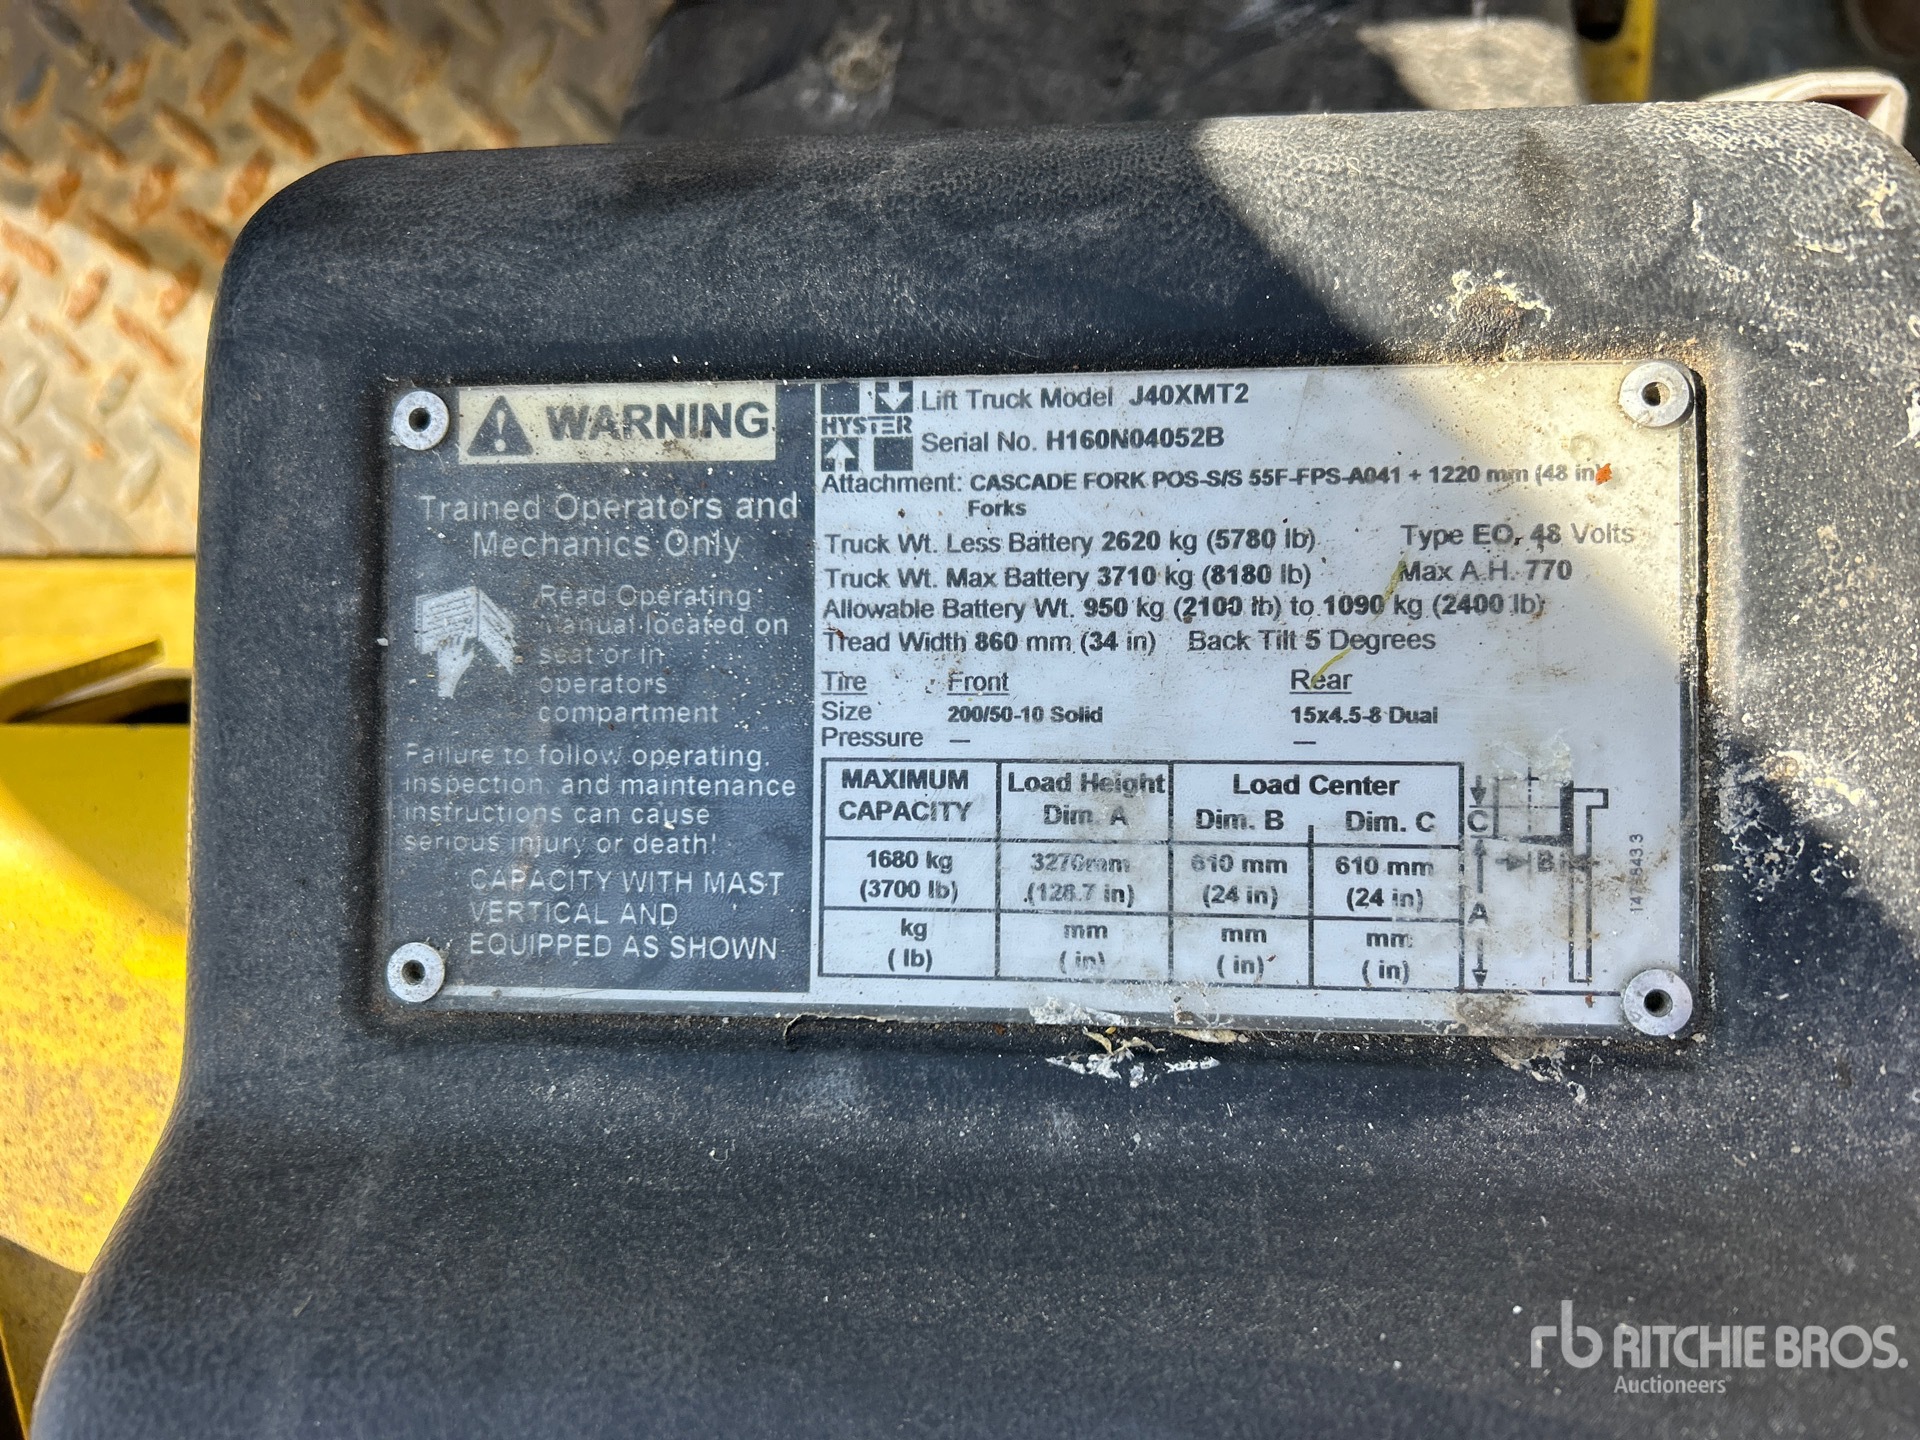 WARNING
Trained Operators and
Mechanics Only
Read Operating
Manual located on
seat or in
operators
compartment
Failure to follow operating,
inspection, and maintenance
instructions can cause
serious injury or death!
CAPACITY WITH MAST
VERTICAL AND
EQUIPPED AS SHOWN
HYSTER
Lift Truck Model J40XMT2
Serial No. H160N04052B
Attachment: CASCADE FORK POS-S/S 55F-FPS-A041 + 1220 mm (48 in)
Forks
Truck Wt. Less Battery 2620 kg (5780 lb) Type EO, 48 Volts
Truck Wt. Max Battery 3710 kg (8180 lb) Max A.H. 770
Allowable Battery Wt. 950 kg (2100 lb) to 1090 kg (2400 lb)
Tread Width 860 mm (34 in) Back Tilt 5 Degrees
Tire Front Rear
Size 200/50-10 Solid 15x4.5-8 Dual
Pressure — —
MAXIMUM CAPACITY Load Height Dim. A Load Center Dim. B Dim. C
1680 kg 3270mm 610 mm 610 mm
(3700 lb) (128.7 in) (24 in) (24 in)
kg mm mm mm
( lb) ( in) ( in) ( in)
C
B
A
rb RITCHIE BROS.
Auctioneers